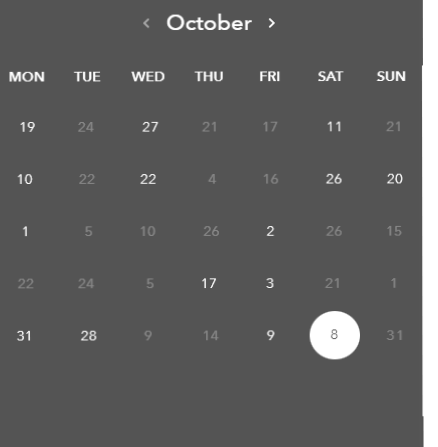 ‹ October ›
MON TUE WED THU FRI SAT SUN
19 24 27 21 17 11 21
10 22 22 4 16 26 20
1 5 10 26 2 26 15
22 24 5 17 3 21 1
31 28 9 14 9 8 31